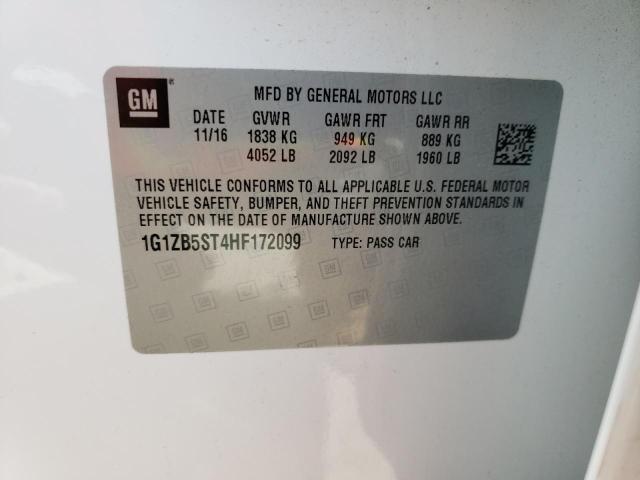 GM®
MFD BY GENERAL MOTORS LLC
DATE GVWR GAWR FRT GAWR RR
11/16 1838 KG 949 KG 889 KG
4052 LB 2092 LB 1960 LB
THIS VEHICLE CONFORMS TO ALL APPLICABLE U.S. FEDERAL MOTOR
VEHICLE SAFETY, BUMPER, AND THEFT PREVENTION STANDARDS IN
EFFECT ON THE DATE OF MANUFACTURE SHOWN ABOVE.
1G1ZB5ST4HF172099 TYPE: PASS CAR